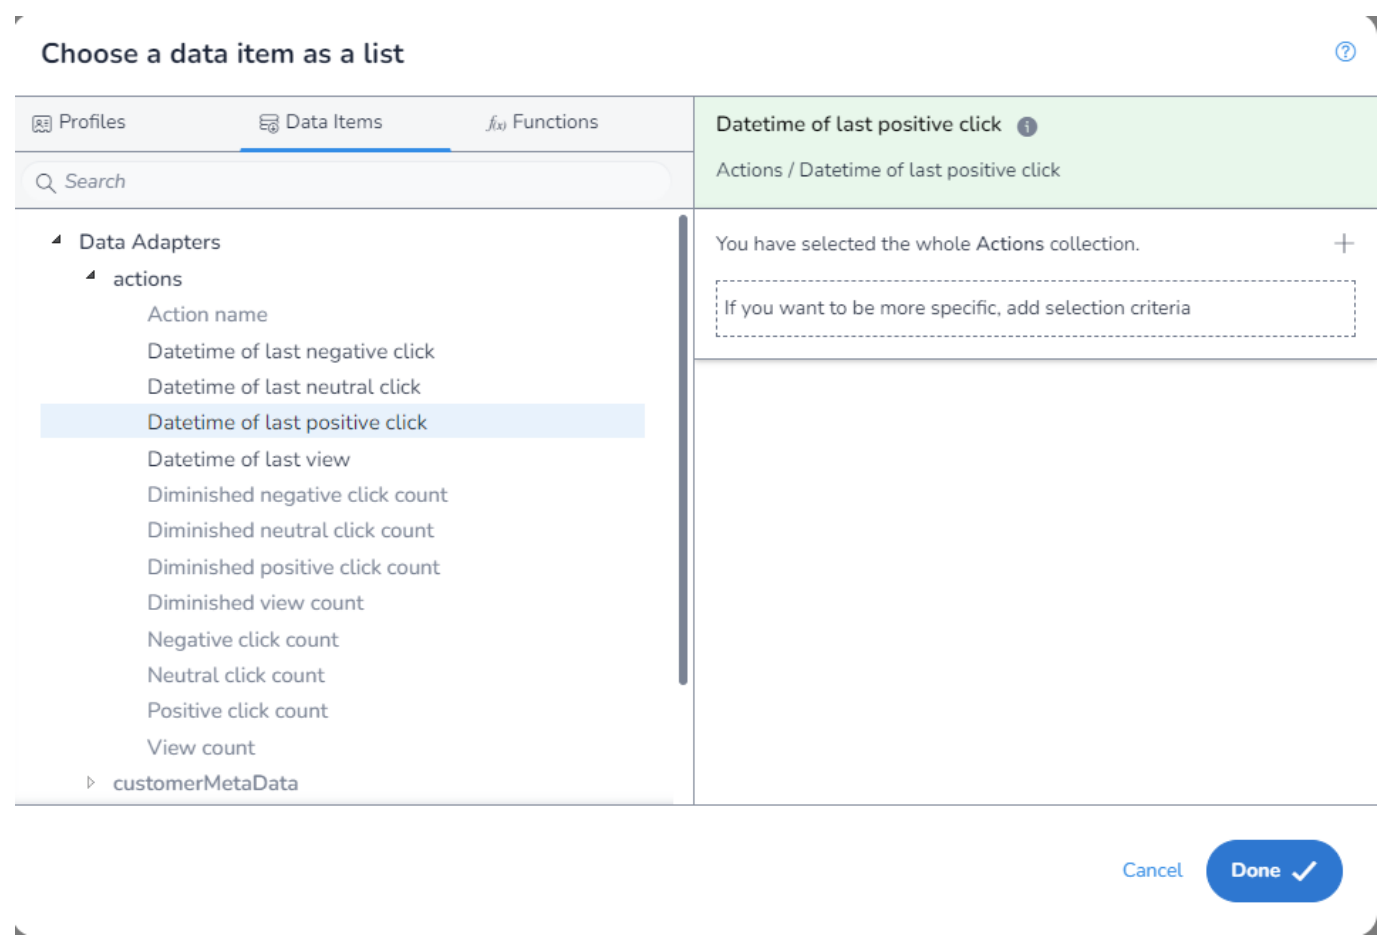 Choose a data item as a list
Profiles
Data Items
f(x) Functions
Search
Data Adapters
actions
Action name
Datetime of last negative click
Datetime of last neutral click
Datetime of last positive click
Datetime of last view
Diminished negative click count
Diminished neutral click count
Diminished positive click count
Diminished view count
Negative click count
Neutral click count
Positive click count
View count
customerMetaData
Datetime of last positive click
Actions / Datetime of last positive click
You have selected the whole Actions collection.
If you want to be more specific, add selection criteria
Cancel
Done